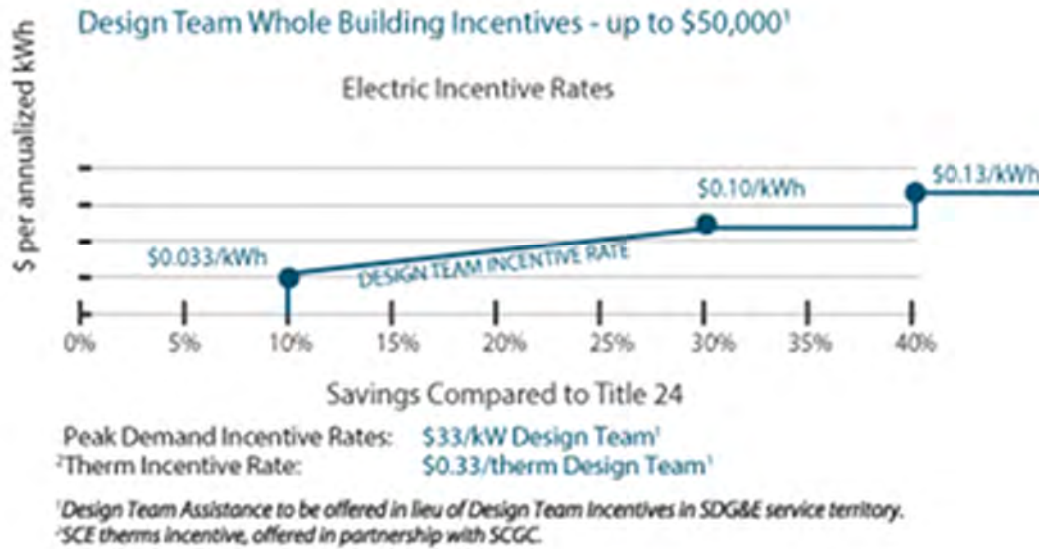 Design Team Whole Building Incentives - up to $50,000¹
$ per annualized kWh
Electric Incentive Rates
$0.13/kWh
$0.10/kWh
$0.033/kWh
DESIGN TEAM INCENTIVE RATE
0% 5% 10% 15% 20% 25% 30% 35% 40%
Savings Compared to Title 24
Peak Demand Incentive Rates: $33/kW Design Team¹
²Therm Incentive Rate: $0.33/therm Design Team¹
¹Design Team Assistance to be offered in lieu of Design Team Incentives in SDG&E service territory.
²SCE therms incentive, offered in partnership with SCGC.